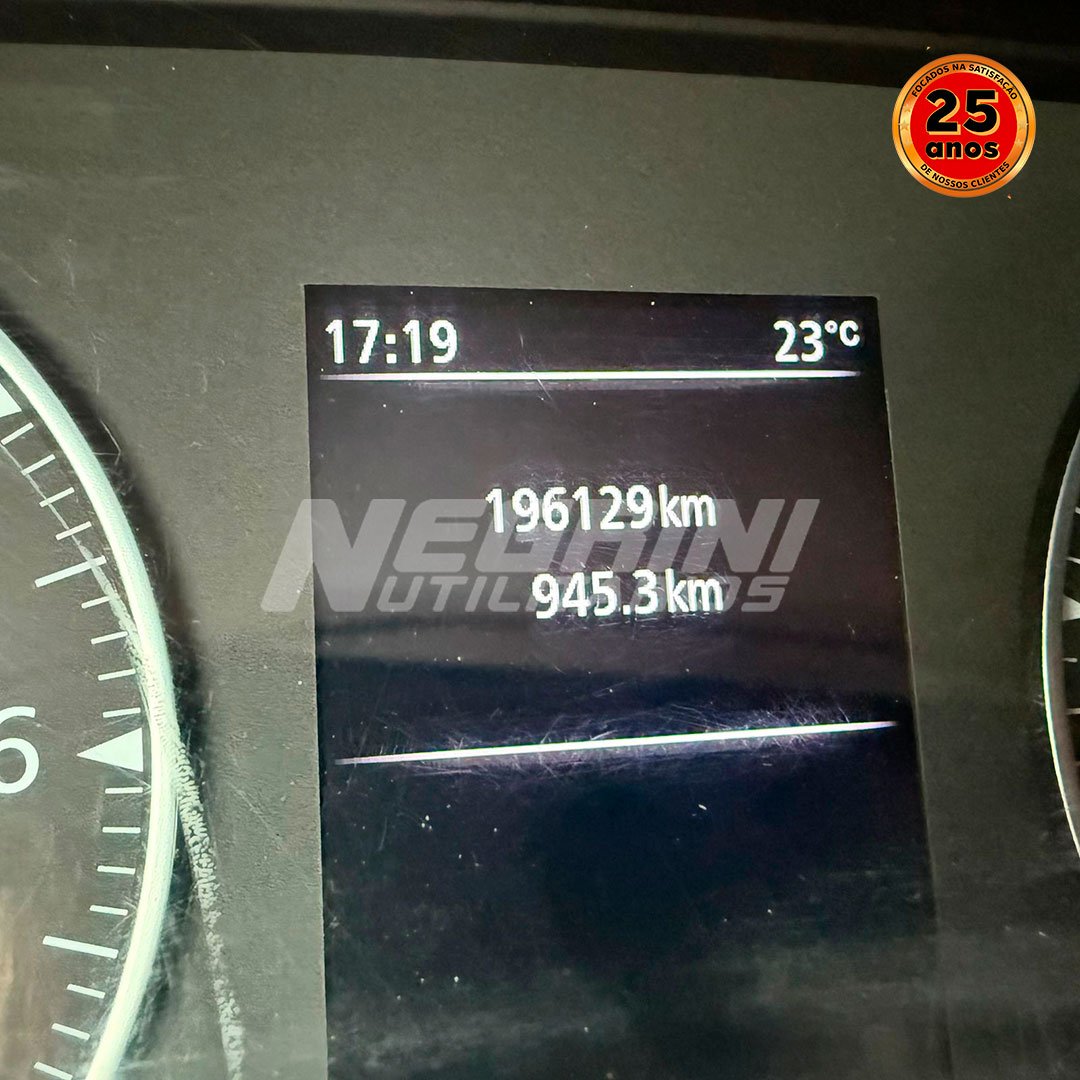 FOCADOS NA SATISFAÇÃO
25
anos
DE NOSSOS CLIENTES
17:19 23°C
196129km
NEGRINI
945.3km
UTILITÁRIOS
6